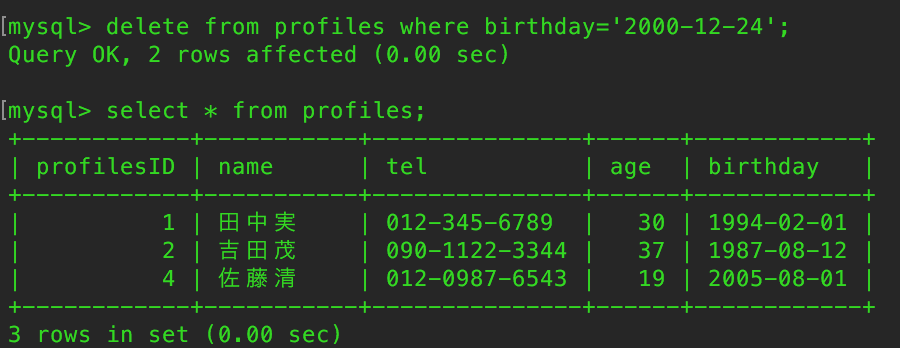 [mysql> delete from profiles where birthday='2000-12-24';
Query OK, 2 rows affected (0.00 sec)

[mysql> select * from profiles;
+------------+-----------+---------------+------+------------+
| profilesID | name      | tel           | age  | birthday   |
+------------+-----------+---------------+------+------------+
|          1 | 田中実    | 012-345-6789  |   30 | 1994-02-01 |
|          2 | 吉田茂    | 090-1122-3344 |   37 | 1987-08-12 |
|          4 | 佐藤清    | 012-0987-6543 |   19 | 2005-08-01 |
+------------+-----------+---------------+------+------------+
3 rows in set (0.00 sec)